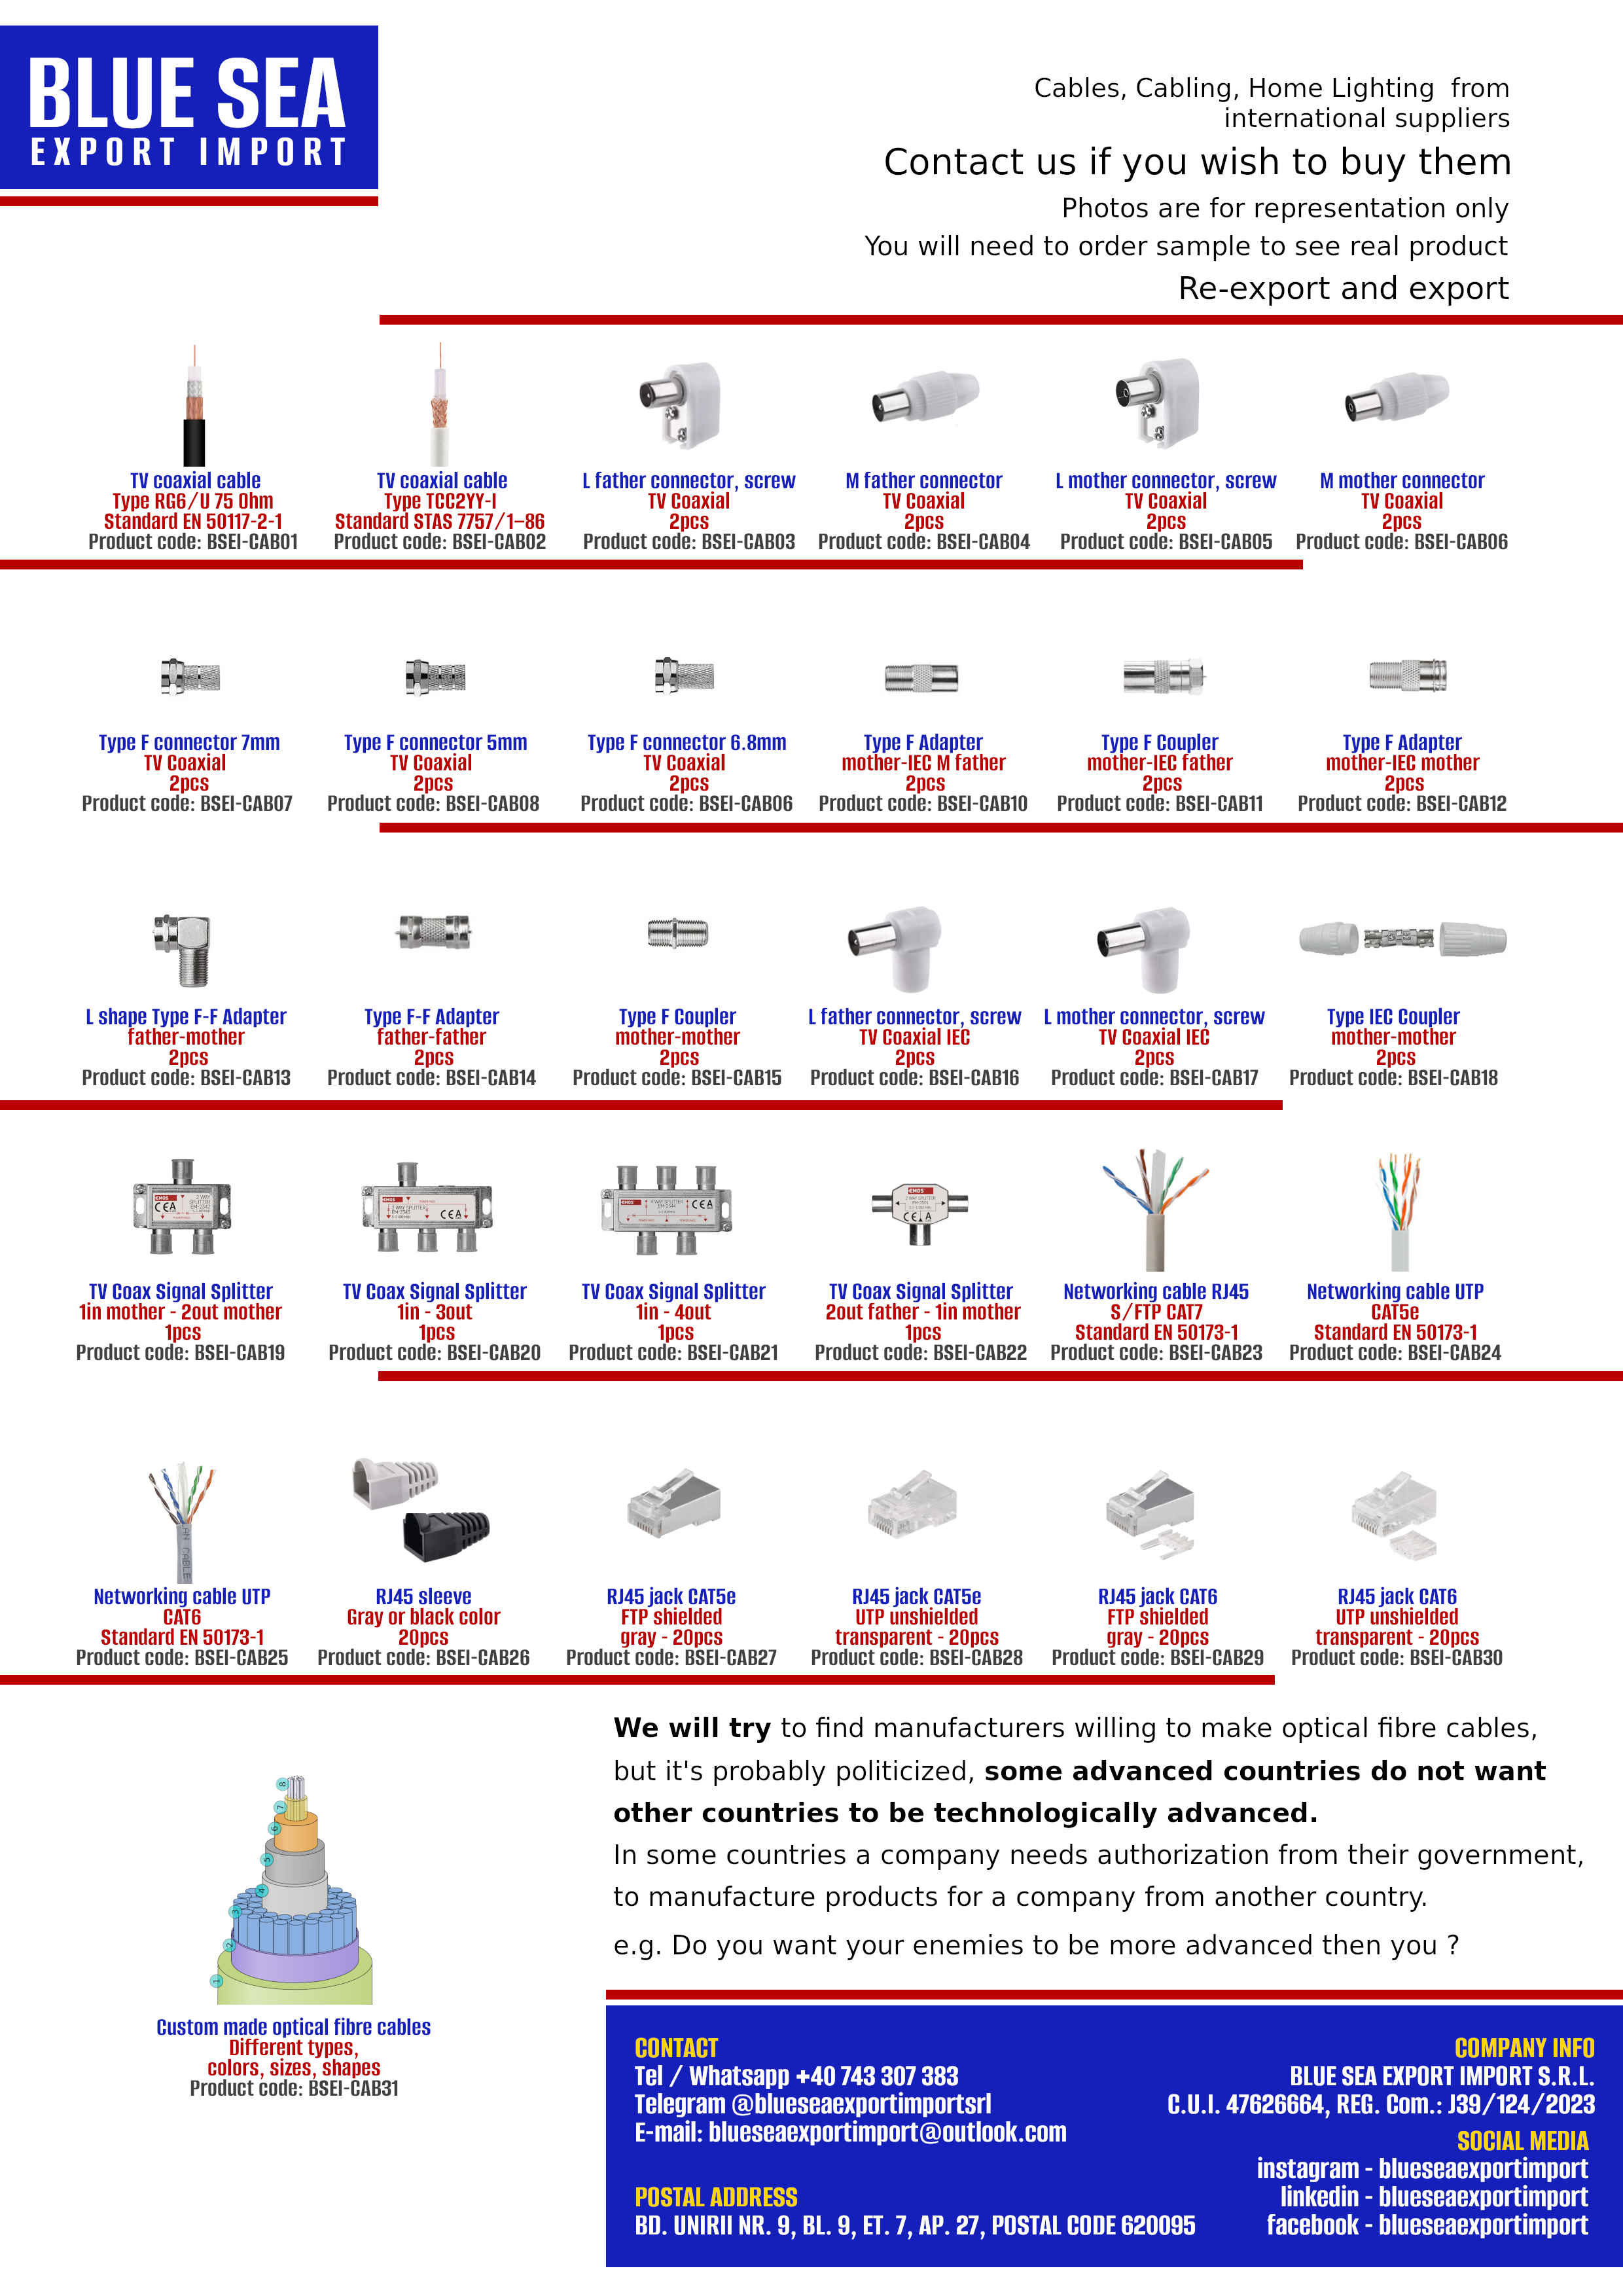 BLUE SEA
EXPORT IMPORT
Cables, Cabling, Home Lighting from
international suppliers
Contact us if you wish to buy them
Photos are for representation only
You will need to order sample to see real product
Re-export and export
TV coaxial cable
Type RG6/U 75 Ohm
Standard EN 50117-2-1
Product code: BSEI-CAB01
TV coaxial cable
Type TCC2YY-I
Standard STAS 7757/1-86
Product code: BSEI-CAB02
L father connector, screw
TV Coaxial
2pcs
Product code: BSEI-CAB03
M father connector
TV Coaxial
2pcs
Product code: BSEI-CAB04
L mother connector, screw
TV Coaxial
2pcs
Product code: BSEI-CAB05
M mother connector
TV Coaxial
2pcs
Product code: BSEI-CAB06
Type F connector 7mm
TV Coaxial
2pcs
Product code: BSEI-CAB07
Type F connector 5mm
TV Coaxial
2pcs
Product code: BSEI-CAB08
Type F connector 6.8mm
TV Coaxial
2pcs
Product code: BSEI-CAB06
Type F Adapter
mother-IEC M father
2pcs
Product code: BSEI-CAB10
Type F Coupler
mother-IEC father
2pcs
Product code: BSEI-CAB11
Type F Adapter
mother-IEC mother
2pcs
Product code: BSEI-CAB12
L shape Type F-F Adapter
father-mother
2pcs
Product code: BSEI-CAB13
Type F-F Adapter
father-father
2pcs
Product code: BSEI-CAB14
Type F Coupler
mother-mother
2pcs
Product code: BSEI-CAB15
L father connector, screw
TV Coaxial IEC
2pcs
Product code: BSEI-CAB16
L mother connector, screw
TV Coaxial IEC
2pcs
Product code: BSEI-CAB17
Type IEC Coupler
mother-mother
2pcs
Product code: BSEI-CAB18
TV Coax Signal Splitter
1in mother - 2out mother
1pcs
Product code: BSEI-CAB19
TV Coax Signal Splitter
1in - 3out
1pcs
Product code: BSEI-CAB20
TV Coax Signal Splitter
1in - 4out
1pcs
Product code: BSEI-CAB21
TV Coax Signal Splitter
2out father - 1in mother
1pcs
Product code: BSEI-CAB22
Networking cable RJ45
S/FTP CAT7
Standard EN 50173-1
Product code: BSEI-CAB23
Networking cable UTP
CAT5e
Standard EN 50173-1
Product code: BSEI-CAB24
Networking cable UTP
CAT6
Standard EN 50173-1
Product code: BSEI-CAB25
RJ45 sleeve
Gray or black color
20pcs
Product code: BSEI-CAB26
RJ45 jack CAT5e
FTP shielded
gray - 20pcs
Product code: BSEI-CAB27
RJ45 jack CAT5e
UTP unshielded
transparent - 20pcs
Product code: BSEI-CAB28
RJ45 jack CAT6
FTP shielded
gray - 20pcs
Product code: BSEI-CAB29
RJ45 jack CAT6
UTP unshielded
transparent - 20pcs
Product code: BSEI-CAB30
We will try to find manufacturers willing to make optical fibre cables,
but it's probably politicized, some advanced countries do not want
other countries to be technologically advanced.
In some countries a company needs authorization from their government,
to manufacture products for a company from another country.
e.g. Do you want your enemies to be more advanced then you ?
8
7
6
5
4
3
2
1
Custom made optical fibre cables
Different types,
colors, sizes, shapes
Product code: BSEI-CAB31
CONTACT
Tel / Whatsapp +40 743 307 383
Telegram @blueseaexportimportsrl
E-mail: blueseaexportimport@outlook.com
POSTAL ADDRESS
BD. UNIRII NR. 9, BL. 9, ET. 7, AP. 27, POSTAL CODE 620095
COMPANY INFO
BLUE SEA EXPORT IMPORT S.R.L.
C.U.I. 47626664, REG. Com.: J39/124/2023
SOCIAL MEDIA
instagram - blueseaexportimport
linkedin - blueseaexportimport
facebook - blueseaexportimport